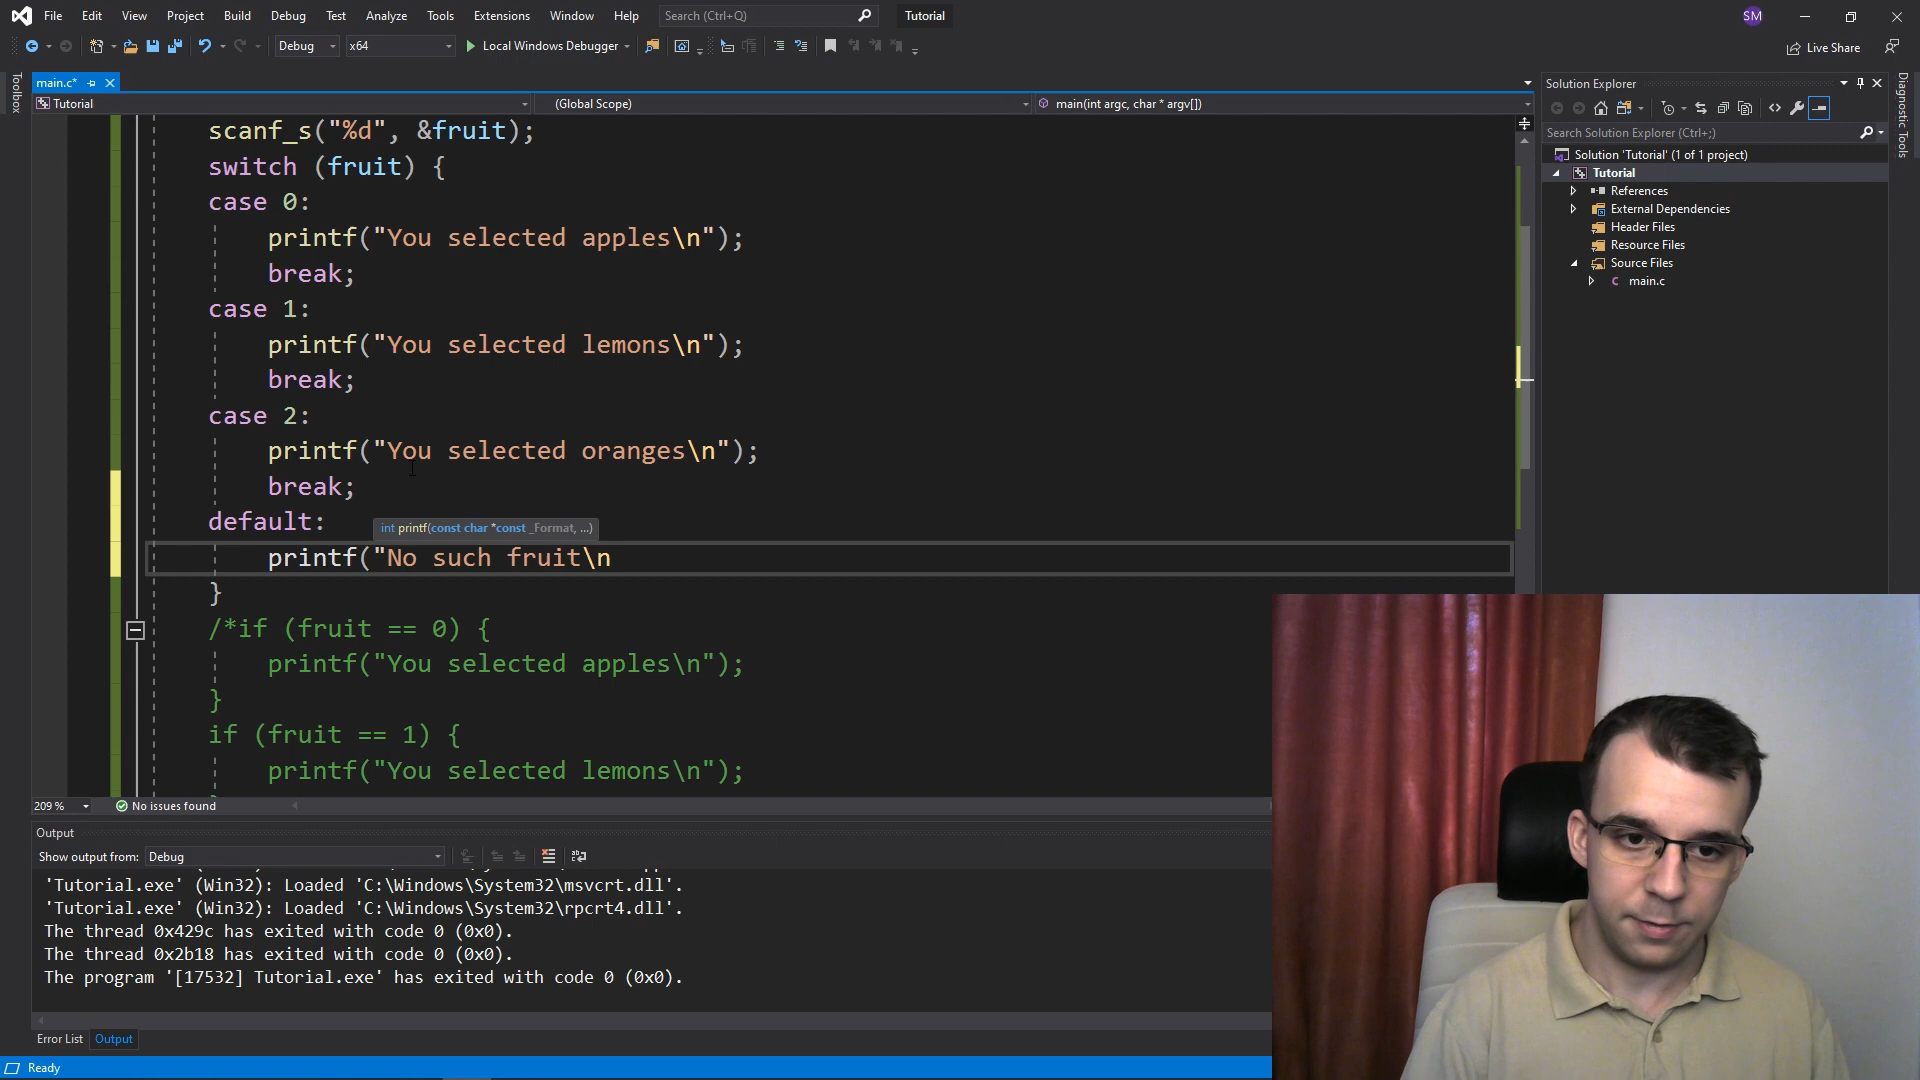 File Edit View Project Build Debug Test Analyze Tools Extensions Window Help Search (Ctrl+Q) Tutorial SM
Debug x64 Local Windows Debugger Live Share
Toolbox
main.c*
Tutorial (Global Scope) main(int argc, char * argv[])
scanf_s("%d", &fruit);
switch (fruit) {
case 0:
printf("You selected apples\n");
break;
case 1:
printf("You selected lemons\n");
break;
case 2:
printf("You selected oranges\n");
break;
default:
int printf(const char *const _Format, ...)
printf("No such fruit\n
}
/*if (fruit == 0) {
printf("You selected apples\n");
}
if (fruit == 1) {
printf("You selected lemons\n");
209 % No issues found
Output
Show output from: Debug
'Tutorial.exe' (Win32): Loaded 'C:\Windows\System32\msvcrt.dll'.
'Tutorial.exe' (Win32): Loaded 'C:\Windows\System32\rpcrt4.dll'.
The thread 0x429c has exited with code 0 (0x0).
The thread 0x2b18 has exited with code 0 (0x0).
The program '[17532] Tutorial.exe' has exited with code 0 (0x0).
Error List Output
Ready
Solution Explorer
Search Solution Explorer (Ctrl+;)
Solution 'Tutorial' (1 of 1 project)
Tutorial
References
External Dependencies
Header Files
Resource Files
Source Files
main.c
Diagnostic Tools